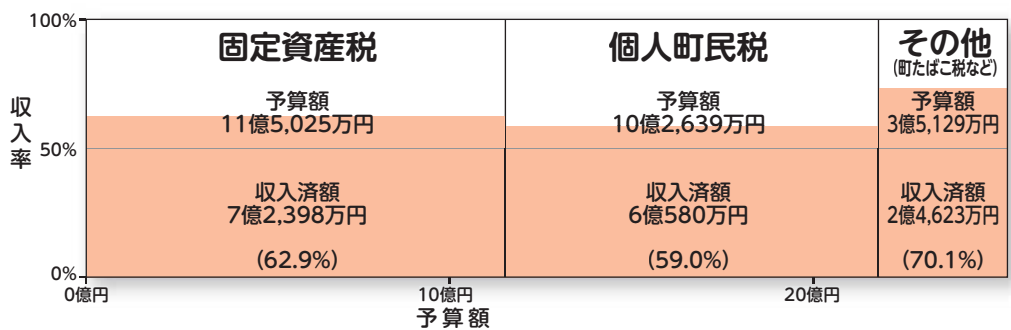 100%
50%
0%
収入率
固定資産税
予算額
11億5,025万円
収入済額
7億2,398万円
(62.9%)
個人町民税
予算額
10億2,639万円
収入済額
6億580万円
(59.0%)
その他
(町たばこ税など)
予算額
3億5,129万円
収入済額
2億4,623万円
(70.1%)
0億円
10億円
20億円
予算額